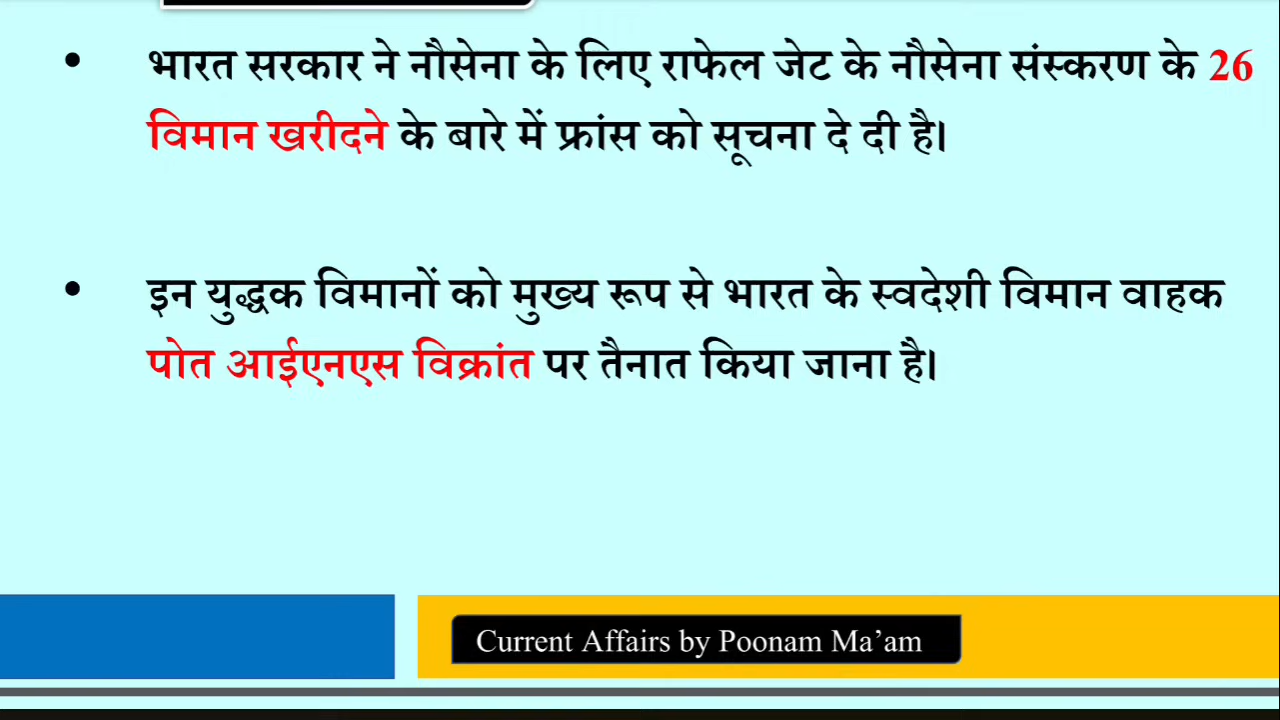 • भारत सरकार ने नौसेना के लिए राफेल जेट के नौसेना संस्करण के 26
विमान खरीदने के बारे में फ्रांस को सूचना दे दी है।
• इन युद्धक विमानों को मुख्य रूप से भारत के स्वदेशी विमान वाहक
पोत आईएनएस विक्रांत पर तैनात किया जाना है।
Current Affairs by Poonam Ma’am